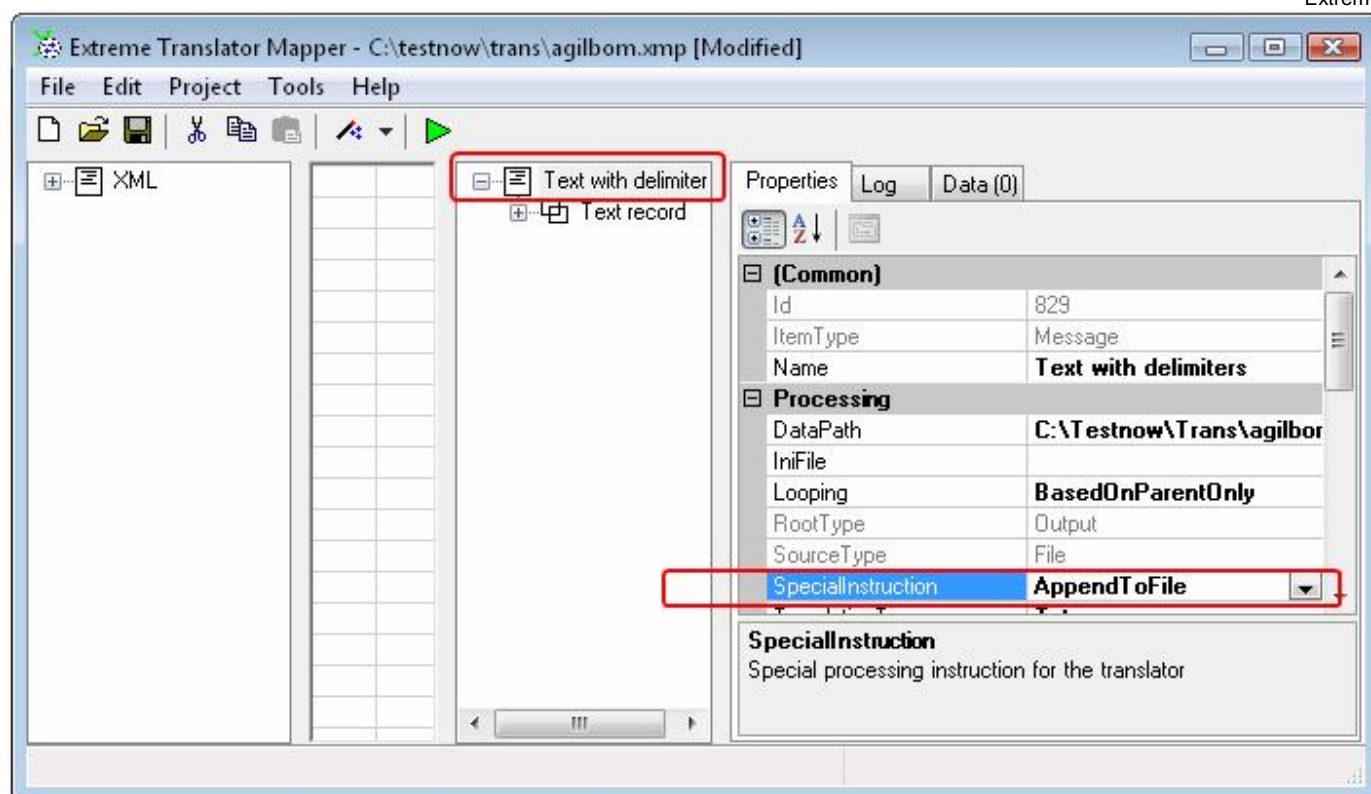 Extrem
Extreme Translator Mapper - C:\testnow\trans\agilbom.xmp [Modified]
File Edit Project Tools Help
XML
Text with delimiter
Text record
Properties Log Data (0)
(Common)
Id 829
ItemType Message
Name Text with delimiters
Processing
DataPath C:\Testnow\Trans\agilbor
IniFile
Looping BasedOnParentOnly
RootType Output
SourceType File
SpecialInstruction AppendToFile
SpecialInstruction
Special processing instruction for the translator